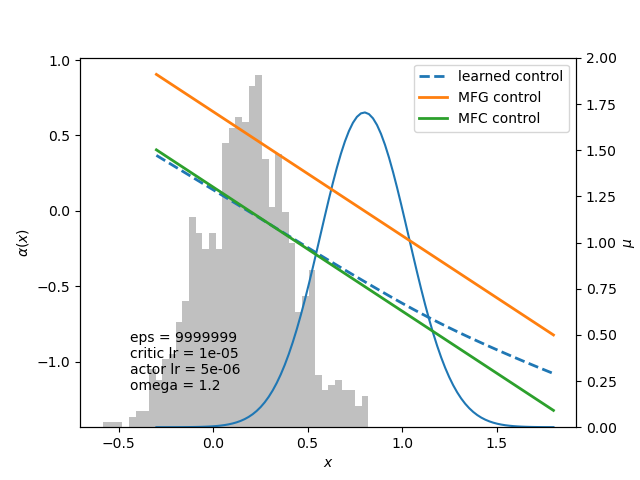 learned control
MFG control
MFC control
1.0
0.5
0.0
−0.5
−1.0
α(x)
2.00
1.75
1.50
1.25
1.00
0.75
0.50
0.25
0.00
μ
eps = 9999999
critic lr = 1e-05
actor lr = 5e-06
omega = 1.2
−0.5
0.0
0.5
1.0
1.5
x